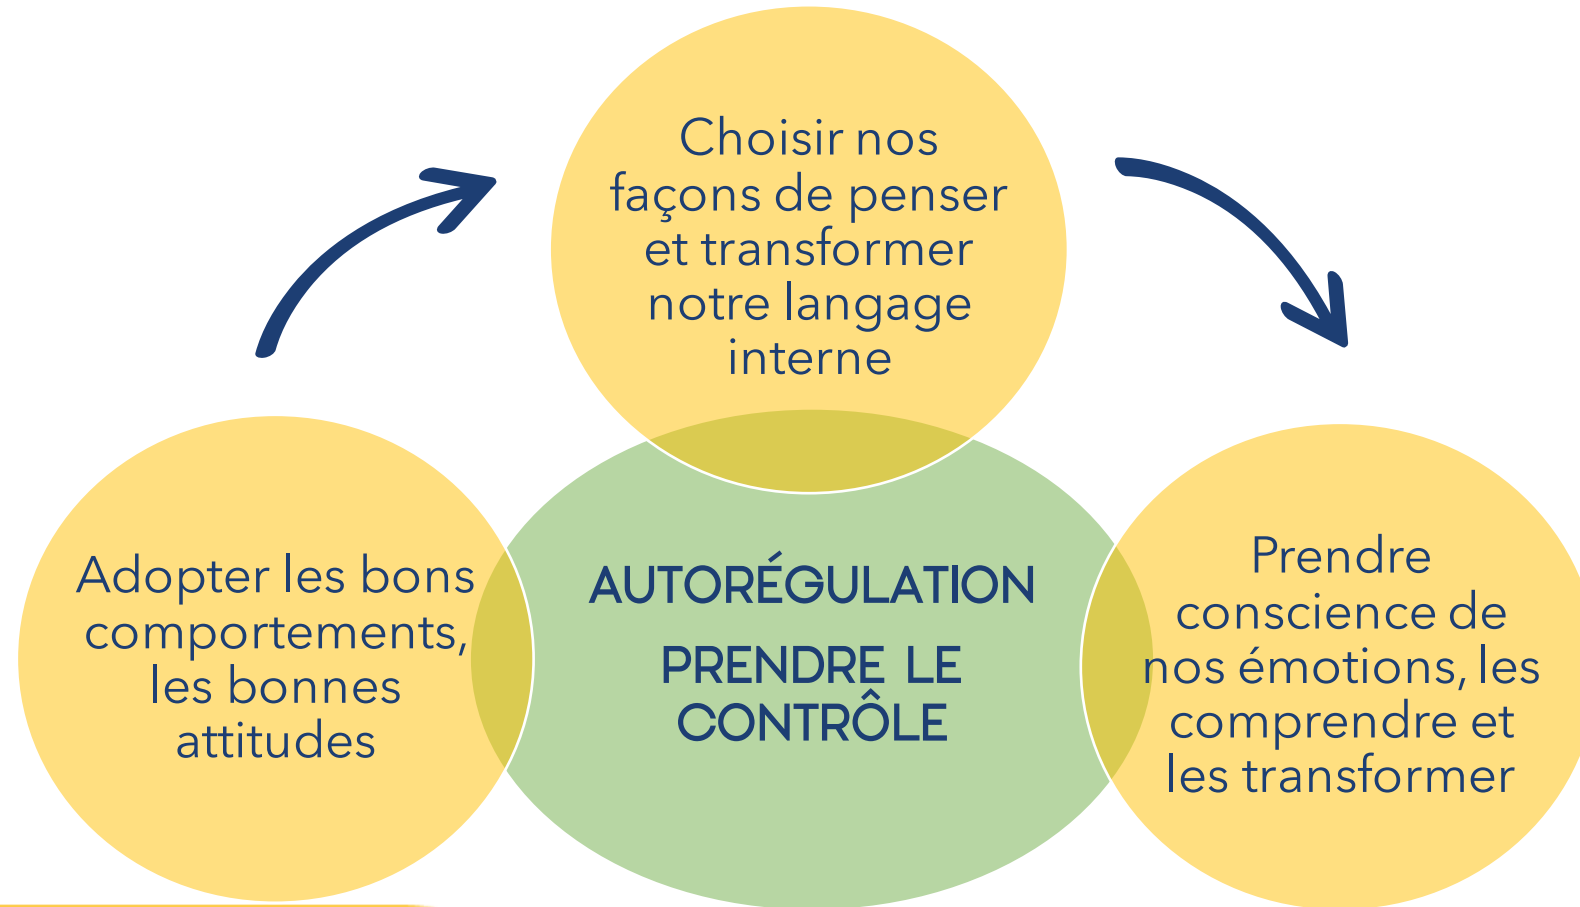 Choisir nos
façons de penser
et transformer
notre langage
interne
Adopter les bons
comportements,
les bonnes
attitudes
AUTORÉGULATION
PRENDRE LE
CONTRÔLE
Prendre
conscience de
nos émotions, les
comprendre et
les transformer